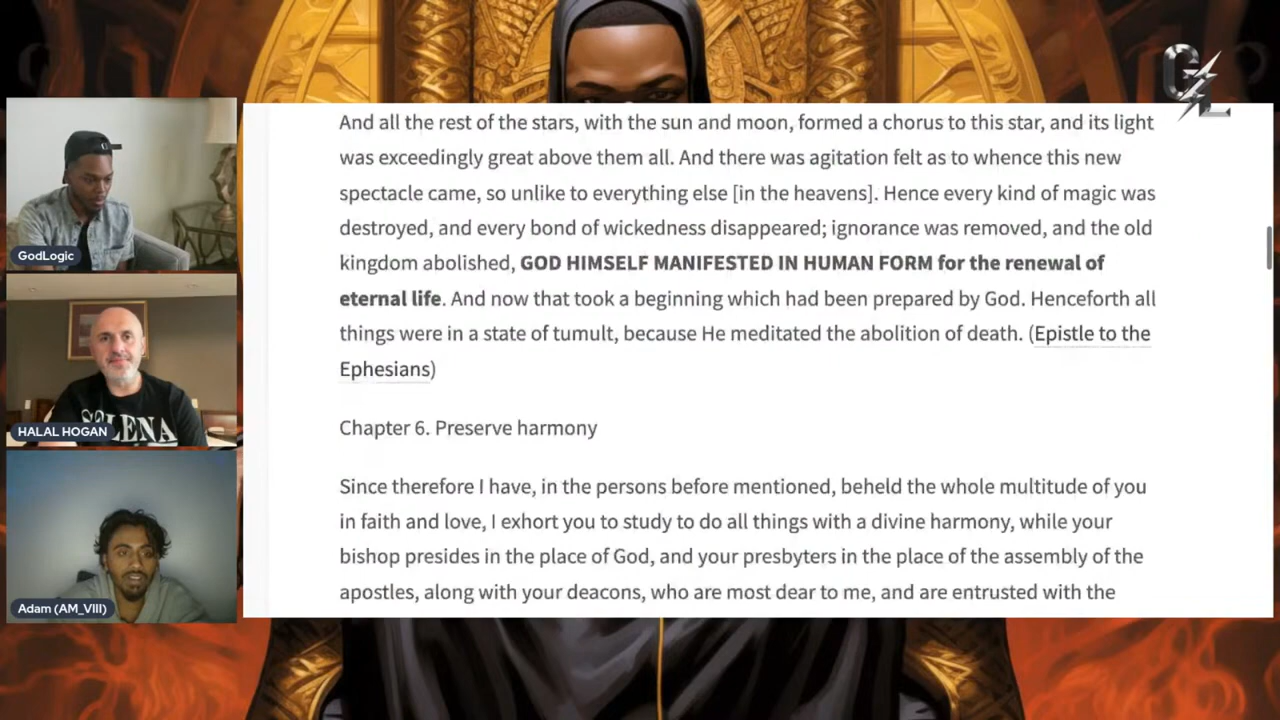 And all the rest of the stars, with the sun and moon, formed a chorus to this star, and its light
was exceedingly great above them all. And there was agitation felt as to whence this new
spectacle came, so unlike to everything else [in the heavens]. Hence every kind of magic was
destroyed, and every bond of wickedness disappeared; ignorance was removed, and the old
kingdom abolished, GOD HIMSELF MANIFESTED IN HUMAN FORM for the renewal of
eternal life. And now that took a beginning which had been prepared by God. Henceforth all
things were in a state of tumult, because He meditated the abolition of death. (Epistle to the
Ephesians)
Chapter 6. Preserve harmony
Since therefore I have, in the persons before mentioned, beheld the whole multitude of you
in faith and love, I exhort you to study to do all things with a divine harmony, while your
bishop presides in the place of God, and your presbyters in the place of the assembly of the
apostles, along with your deacons, who are most dear to me, and are entrusted with the
GodLogic
SELENA
HALAL HOGAN
Adam (AM_VIII)
GL